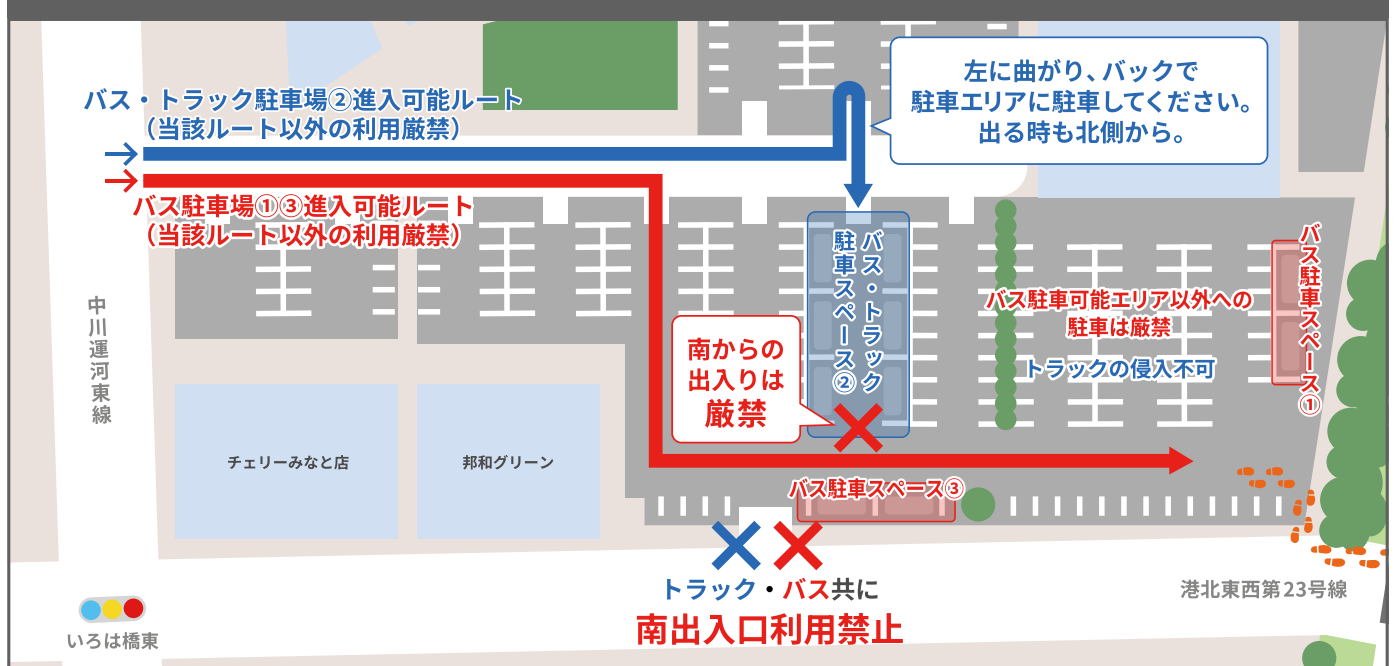 バス・トラック駐車場②進入可能ルート
（当該ルート以外の利用厳禁）
バス駐車場①③進入可能ルート
（当該ルート以外の利用厳禁）
左に曲がり、バックで
駐車エリアに駐車してください。
出る時も北側から。
バス・トラック
駐車スペース②
バス駐車スペース①
バス駐車可能エリア以外への
駐車は厳禁
トラックの侵入不可
南からの
出入りは
厳禁
中川運河東線
チェリーみなと店
邦和グリーン
バス駐車スペース③
トラック・バス共に
南出入口利用禁止
港北東西第23号線
いろは橋東